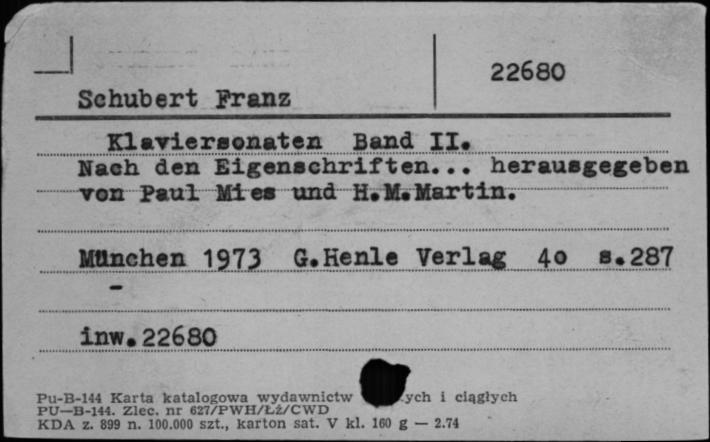 22680
Schubert Franz
Klaviersonaten Band II.
Nach den Eigenschriften... herausgegeben
von Paul Mies und H.M.Martin.
München 1973 G.Henle Verlag 4o s.287
-
inw.22680
Pu-B-144 Karta katalogowa wydawnictw ych i ciągłych
PU—B-144. Zlec. nr 627/PWH/Łź/CWD
KDA z. 899 n. 100.000 szt., karton sat. V kl. 160 g — 2.74